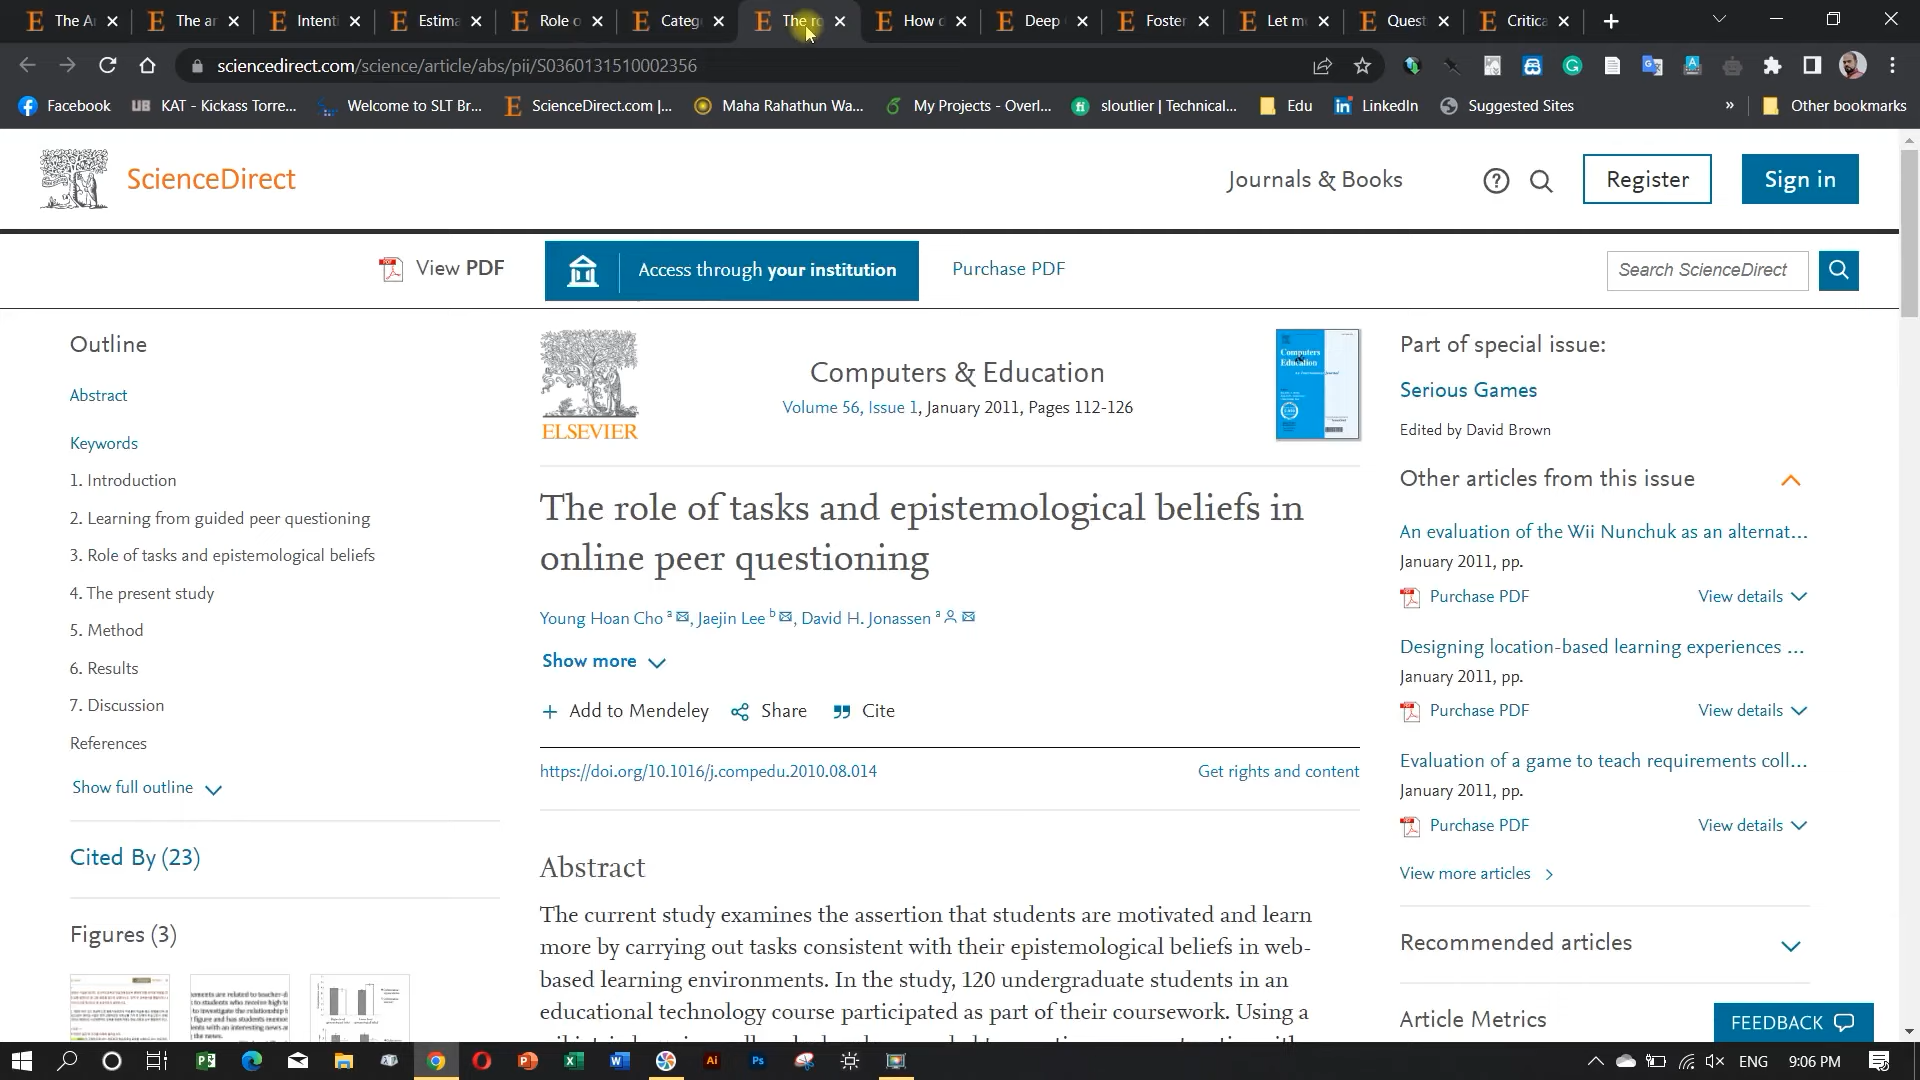 The A
The ar
Intenti
Estima
Role o
Catego
The ro
How d
Deep
Foster
Let m
Quest
Critica
sciencedirect.com/science/article/abs/pii/S0360131510002356
Facebook
KAT - Kickass Torre...
Welcome to SLT Br...
ScienceDirect.com |...
Maha Rahathun Wa...
My Projects - Overl...
sloutlier | Technical...
Edu
LinkedIn
Suggested Sites
»
Other bookmarks
ScienceDirect
Journals & Books
Register
Sign in
View PDF
Access through your institution
Purchase PDF
Search ScienceDirect
Outline
Abstract
Keywords
1. Introduction
2. Learning from guided peer questioning
3. Role of tasks and epistemological beliefs
4. The present study
5. Method
6. Results
7. Discussion
References
Show full outline
Cited By (23)
Figures (3)
ELSEVIER
Computers & Education
Volume 56, Issue 1, January 2011, Pages 112-126
Computers
Education
The role of tasks and epistemological beliefs in
online peer questioning
Young Hoan Cho a, Jaejin Lee b, David H. Jonassen a
Show more
Add to Mendeley
Share
Cite
https://doi.org/10.1016/j.compedu.2010.08.014
Get rights and content
Abstract
The current study examines the assertion that students are motivated and learn
more by carrying out tasks consistent with their epistemological beliefs in web-
based learning environments. In the study, 120 undergraduate students in an
educational technology course participated as part of their coursework. Using a
Part of special issue:
Serious Games
Edited by David Brown
Other articles from this issue
An evaluation of the Wii Nunchuk as an alternat...
January 2011, pp.
Purchase PDF
View details
Designing location-based learning experiences ...
January 2011, pp.
Purchase PDF
View details
Evaluation of a game to teach requirements coll...
January 2011, pp.
Purchase PDF
View details
View more articles
Recommended articles
Article Metrics
FEEDBACK
ENG
9:06 PM